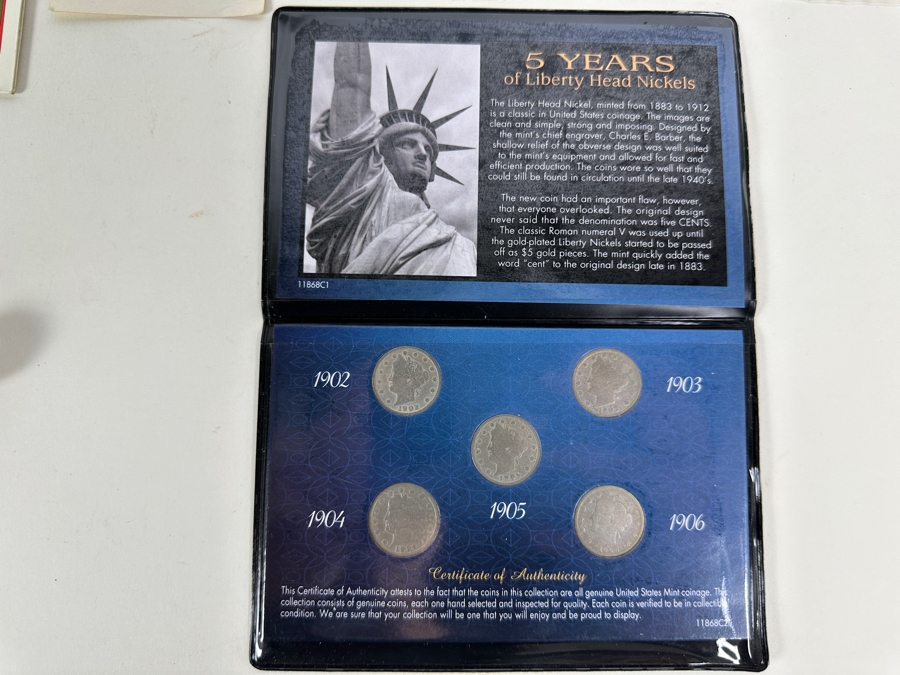 5 YEARS
of Liberty Head Nickels
The Liberty Head Nickel, minted from 1883 to 1912
is a classic in United States coinage. The images are
clean and simple, strong and imposing. Designed by
the mint's chief engraver, Charles E. Barber, the
shallow relief of the obverse design was well suited
to the mint's equipment and allowed for fast and
efficient production. The coins wore so well that they
could still be found in circulation until the late 1940's.
The new coin had an important flaw, however,
that everyone overlooked. The original design
never said that the denomination was five CENTS.
The classic Roman numeral V was used up until
the gold-plated Liberty Nickels started to be passed
off as $5 gold pieces. The mint quickly added the
word "cent" to the original design late in 1883.
11868C1
1902
1903
1904
1905
1906
Certificate of Authenticity
This Certificate of Authenticity attests to the fact that the coins in this collection are all genuine United States Mint coinage. This
collection consists of genuine coins, each one hand selected and inspected for quality. Each coin is verified to be in collectible
condition. We are sure that your collection will be one that you will enjoy and be proud to display.
11868C2